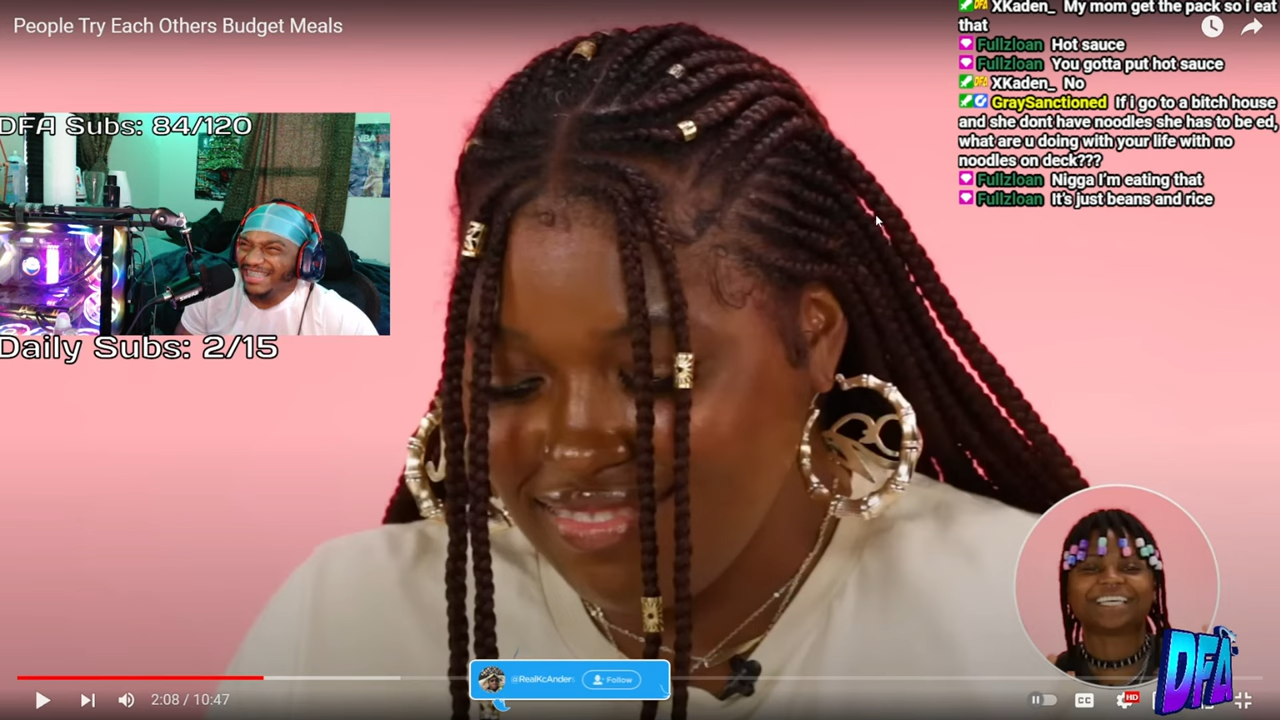 People Try Each Others Budget Meals
XKaden_ My mom get the pack so i eat
that
Fullzloan Hot sauce
Fullzloan You gotta put hot sauce
XKaden_ No
GraySanctioned If i go to a bitch house
and she dont have noodles she has to be ed,
what are u doing with your life with no
noodles on deck???
Fullzloan Nigga I'm eating that
Fullzloan It's just beans and rice
DFA Subs: 84/120
Daily Subs: 2/15
@RealKcAnder
Follow
2:08 / 10:47
CC
HD
DFA